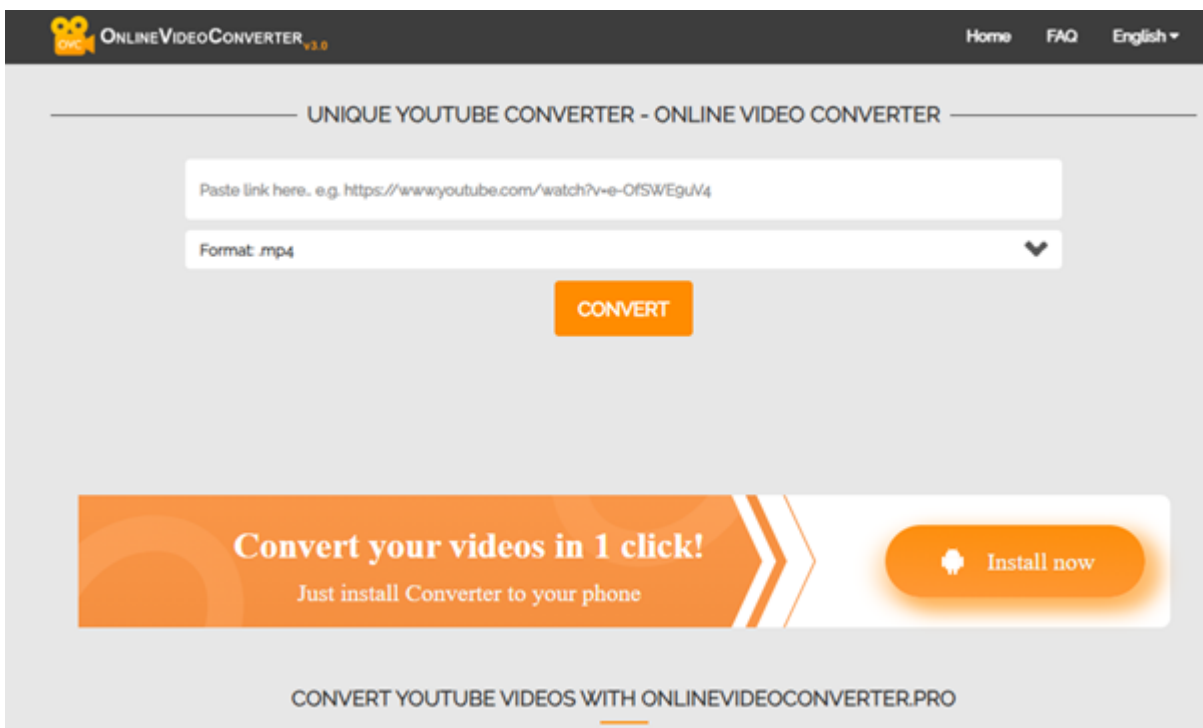 OVC ONLINEVIDEOCONVERTER v3.0 Home FAQ English
UNIQUE YOUTUBE CONVERTER - ONLINE VIDEO CONVERTER
Paste link here.. e.g. https://www.youtube.com/watch?v=e-OfSWE9uV4
Format: .mp4
CONVERT
Convert your videos in 1 click!
Just install Converter to your phone
Install now
CONVERT YOUTUBE VIDEOS WITH ONLINEVIDEOCONVERTER.PRO